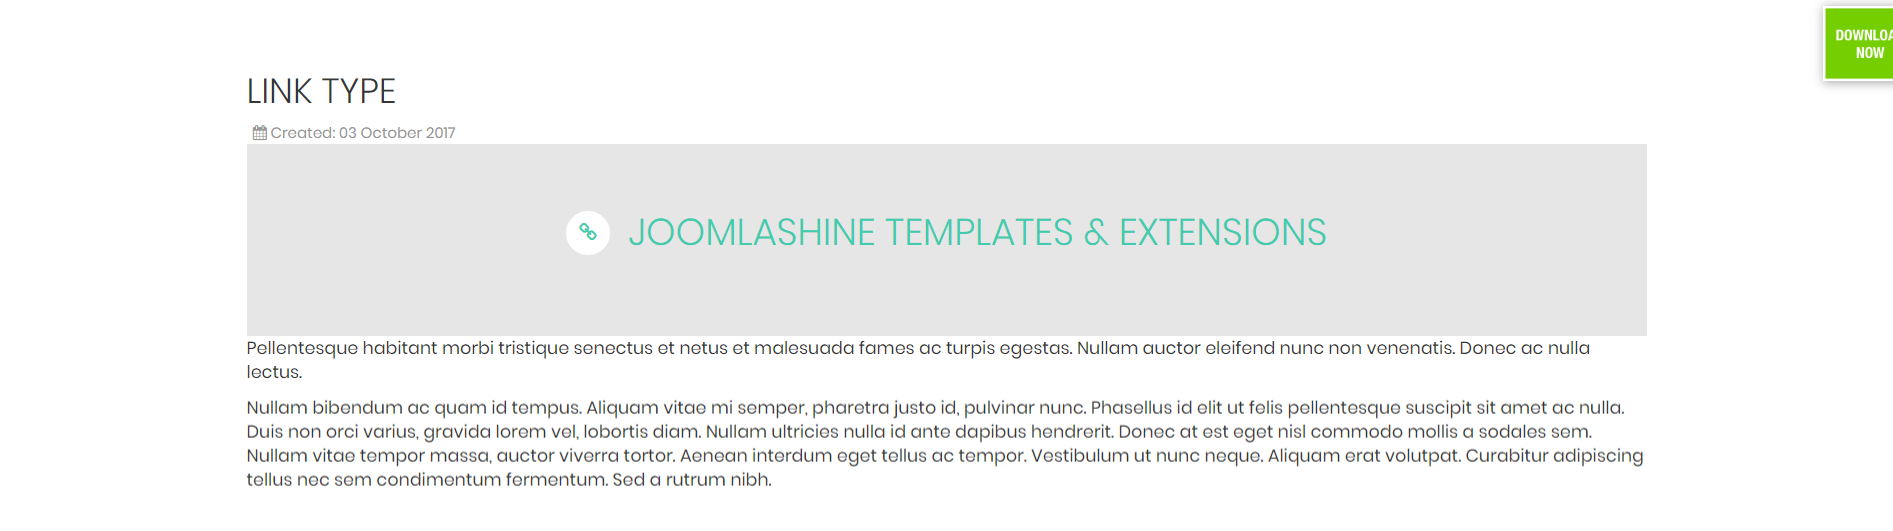 DOWNLOA
NOW
LINK TYPE
Created: 03 October 2017
JOOMLASHINE TEMPLATES & EXTENSIONS
Pellentesque habitant morbi tristique senectus et netus et malesuada fames ac turpis egestas. Nullam auctor eleifend nunc non venenatis. Donec ac nulla
lectus.
Nullam bibendum ac quam id tempus. Aliquam vitae mi semper, pharetra justo id, pulvinar nunc. Phasellus id elit ut felis pellentesque suscipit sit amet ac nulla.
Duis non orci varius, gravida lorem vel, lobortis diam. Nullam ultricies nulla id ante dapibus hendrerit. Donec at est eget nisl commodo mollis a sodales sem.
Nullam vitae tempor massa, auctor viverra tortor. Aenean interdum eget tellus ac tempor. Vestibulum ut nunc neque. Aliquam erat volutpat. Curabitur adipiscing
tellus nec sem condimentum fermentum. Sed a rutrum nibh.